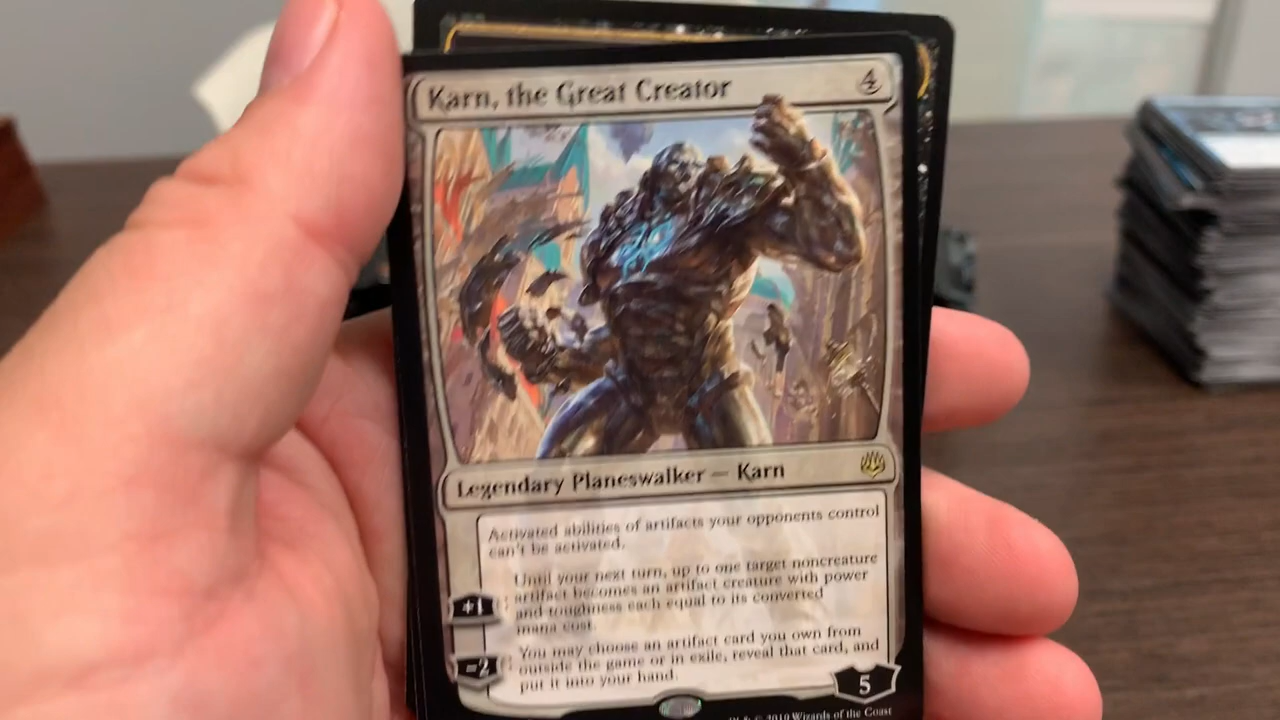 Karn, the Great Creator 4
Legendary Planeswalker — Karn
Activated abilities of artifacts your opponents control
can't be activated.
Until your next turn, up to one target noncreature
artifact becomes an artifact creature with power
+1: and toughness each equal to its converted
mana cost.
You may choose an artifact card you own from
-2: outside the game or in exile, reveal that card, and
put it into your hand.
5
& © 2019 Wizards of the Coast